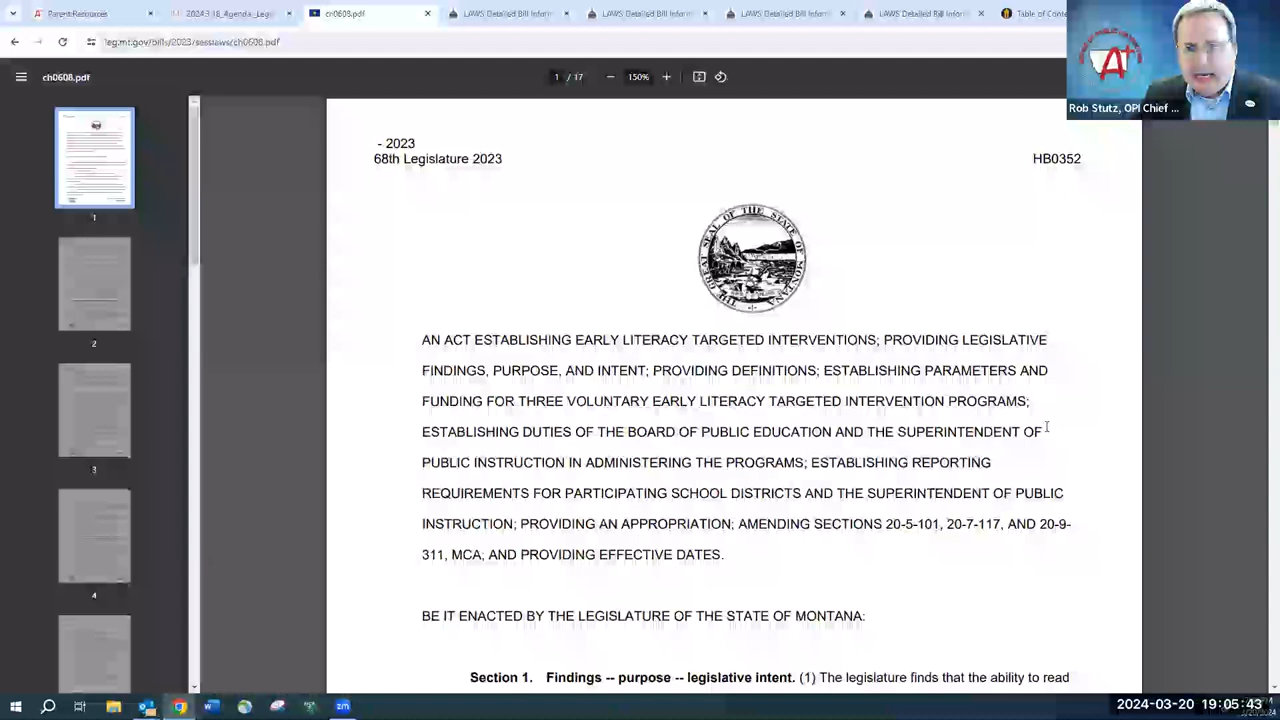 ParentResources
2024.3.18_Agenda_Legi
ch0608.pdf
LAWS Detailed Bill Inform
LAWS Detailed Bill Inform
LAWS Detailed Bill Inform
LAWS Detailed Bill Inform
Table of Conte
leg.mt.gov/bills/2023/sesslaws/ch0608.pdf
ch0608.pdf
1 / 17
150%
Rob Stutz, OPI Chief ...
- 2023
68th Legislature 2023
HB0352
THE GREAT SEAL OF THE STATE OF MONTANA
AN ACT ESTABLISHING EARLY LITERACY TARGETED INTERVENTIONS; PROVIDING LEGISLATIVE
FINDINGS, PURPOSE, AND INTENT; PROVIDING DEFINITIONS; ESTABLISHING PARAMETERS AND
FUNDING FOR THREE VOLUNTARY EARLY LITERACY TARGETED INTERVENTION PROGRAMS;
ESTABLISHING DUTIES OF THE BOARD OF PUBLIC EDUCATION AND THE SUPERINTENDENT OF
PUBLIC INSTRUCTION IN ADMINISTERING THE PROGRAMS; ESTABLISHING REPORTING
REQUIREMENTS FOR PARTICIPATING SCHOOL DISTRICTS AND THE SUPERINTENDENT OF PUBLIC
INSTRUCTION; PROVIDING AN APPROPRIATION; AMENDING SECTIONS 20-5-101, 20-7-117, AND 20-9-
311, MCA; AND PROVIDING EFFECTIVE DATES.
BE IT ENACTED BY THE LEGISLATURE OF THE STATE OF MONTANA:
Section 1. Findings -- purpose -- legislative intent. (1) The legislature finds that the ability to read
1
2
3
4
2024-03-20 19:05:43